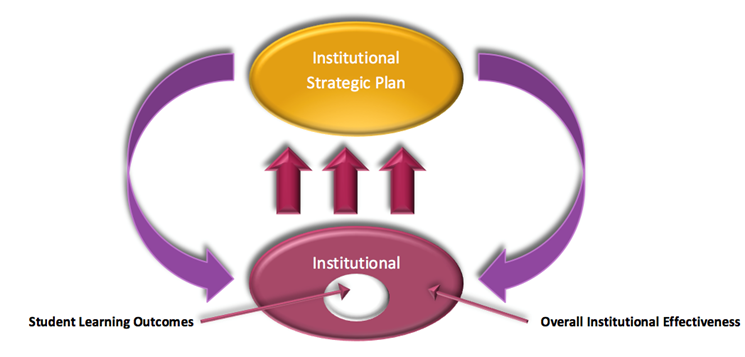 Institutional
Strategic Plan
Institutional
Student Learning Outcomes
Overall Institutional Effectiveness